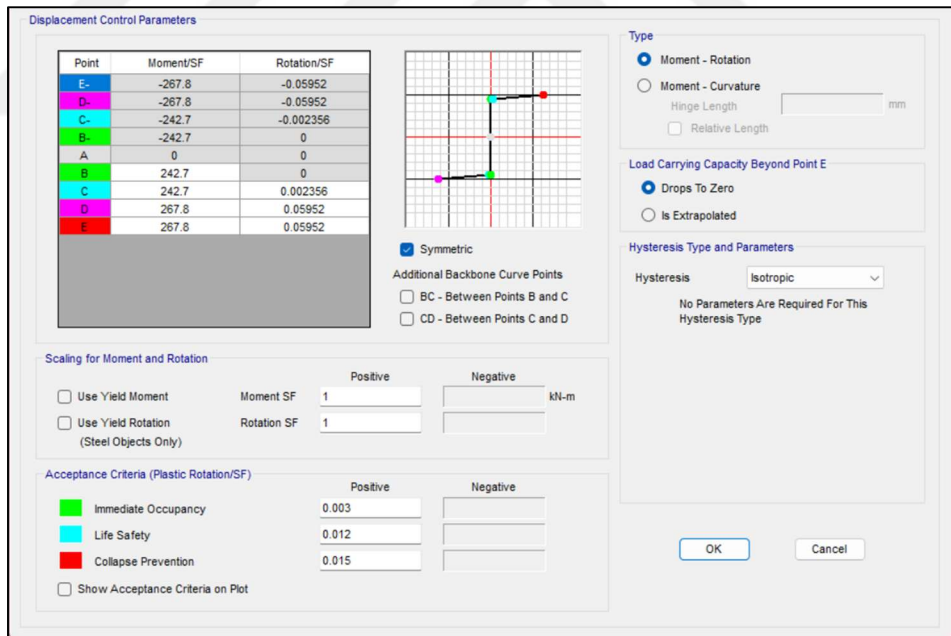 Displacement Control Parameters
Point Moment/SF Rotation/SF
E- -267.8 -0.05952
D- -267.8 -0.05952
C- -242.7 -0.002356
B- -242.7 0
A 0 0
B 242.7 0
C 242.7 0.002356
D 267.8 0.05952
E 267.8 0.05952
Symmetric
Additional Backbone Curve Points
BC - Between Points B and C
CD - Between Points C and D
Scaling for Moment and Rotation
Positive Negative
Use Yield Moment Moment SF 1 kN-m
Use Yield Rotation Rotation SF 1
(Steel Objects Only)
Acceptance Criteria (Plastic Rotation/SF)
Positive Negative
Immediate Occupancy 0.003
Life Safety 0.012
Collapse Prevention 0.015
Show Acceptance Criteria on Plot
Type
Moment - Rotation
Moment - Curvature
Hinge Length mm
Relative Length
Load Carrying Capacity Beyond Point E
Drops To Zero
Is Extrapolated
Hysteresis Type and Parameters
Hysteresis Isotropic
No Parameters Are Required For This
Hysteresis Type
OK Cancel